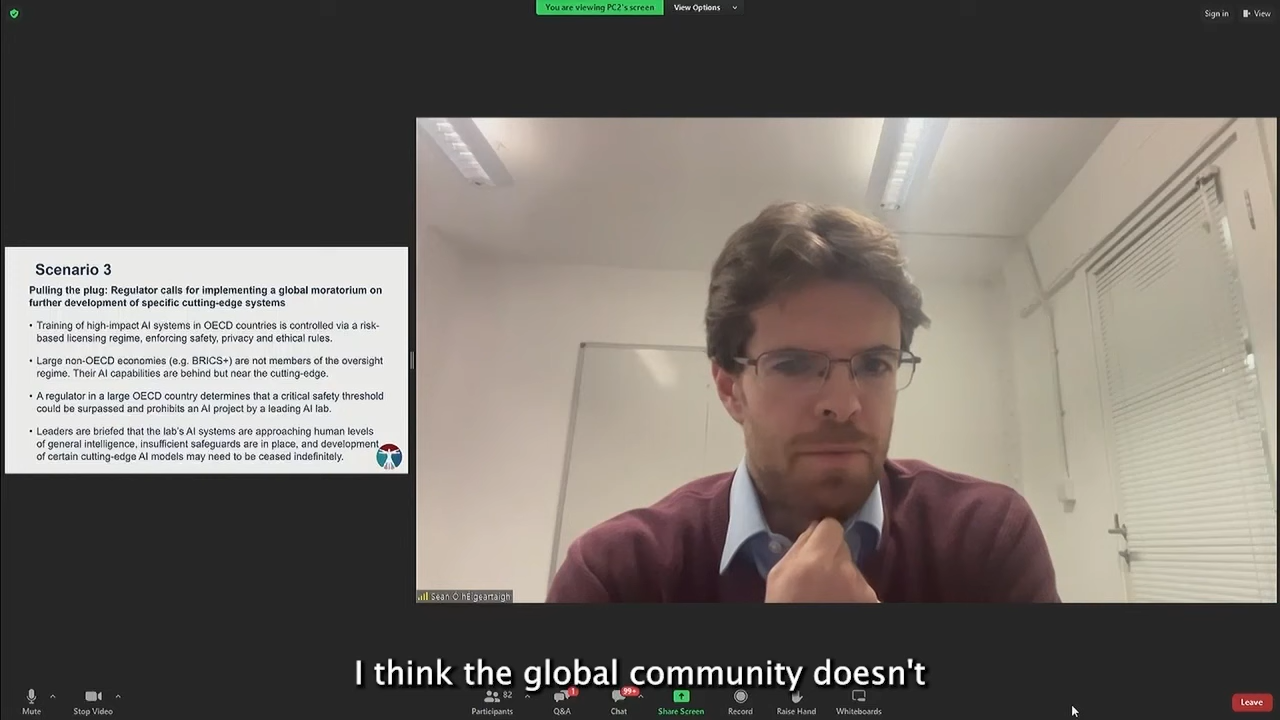 You are viewing PC2's screen
View Options
Sign in
View
Scenario 3
Pulling the plug: Regulator calls for implementing a global moratorium on
further development of specific cutting-edge systems
• Training of high-impact AI systems in OECD countries is controlled via a risk-
based licensing regime, enforcing safety, privacy and ethical rules.
• Large non-OECD economies (e.g. BRICS+) are not members of the oversight
regime. Their AI capabilities are behind but near the cutting-edge.
• A regulator in a large OECD country determines that a critical safety threshold
could be surpassed and prohibits an AI project by a leading AI lab.
• Leaders are briefed that the lab's AI systems are approaching human levels
of general intelligence, insufficient safeguards are in place, and development
of certain cutting-edge AI models may need to be ceased indefinitely.
Seán Ó hÉigeartaigh
I think the global community doesn't
Mute
Stop Video
82
Participants
1
Q&A
99+
Chat
Share Screen
Record
Raise Hand
Whiteboards
Leave